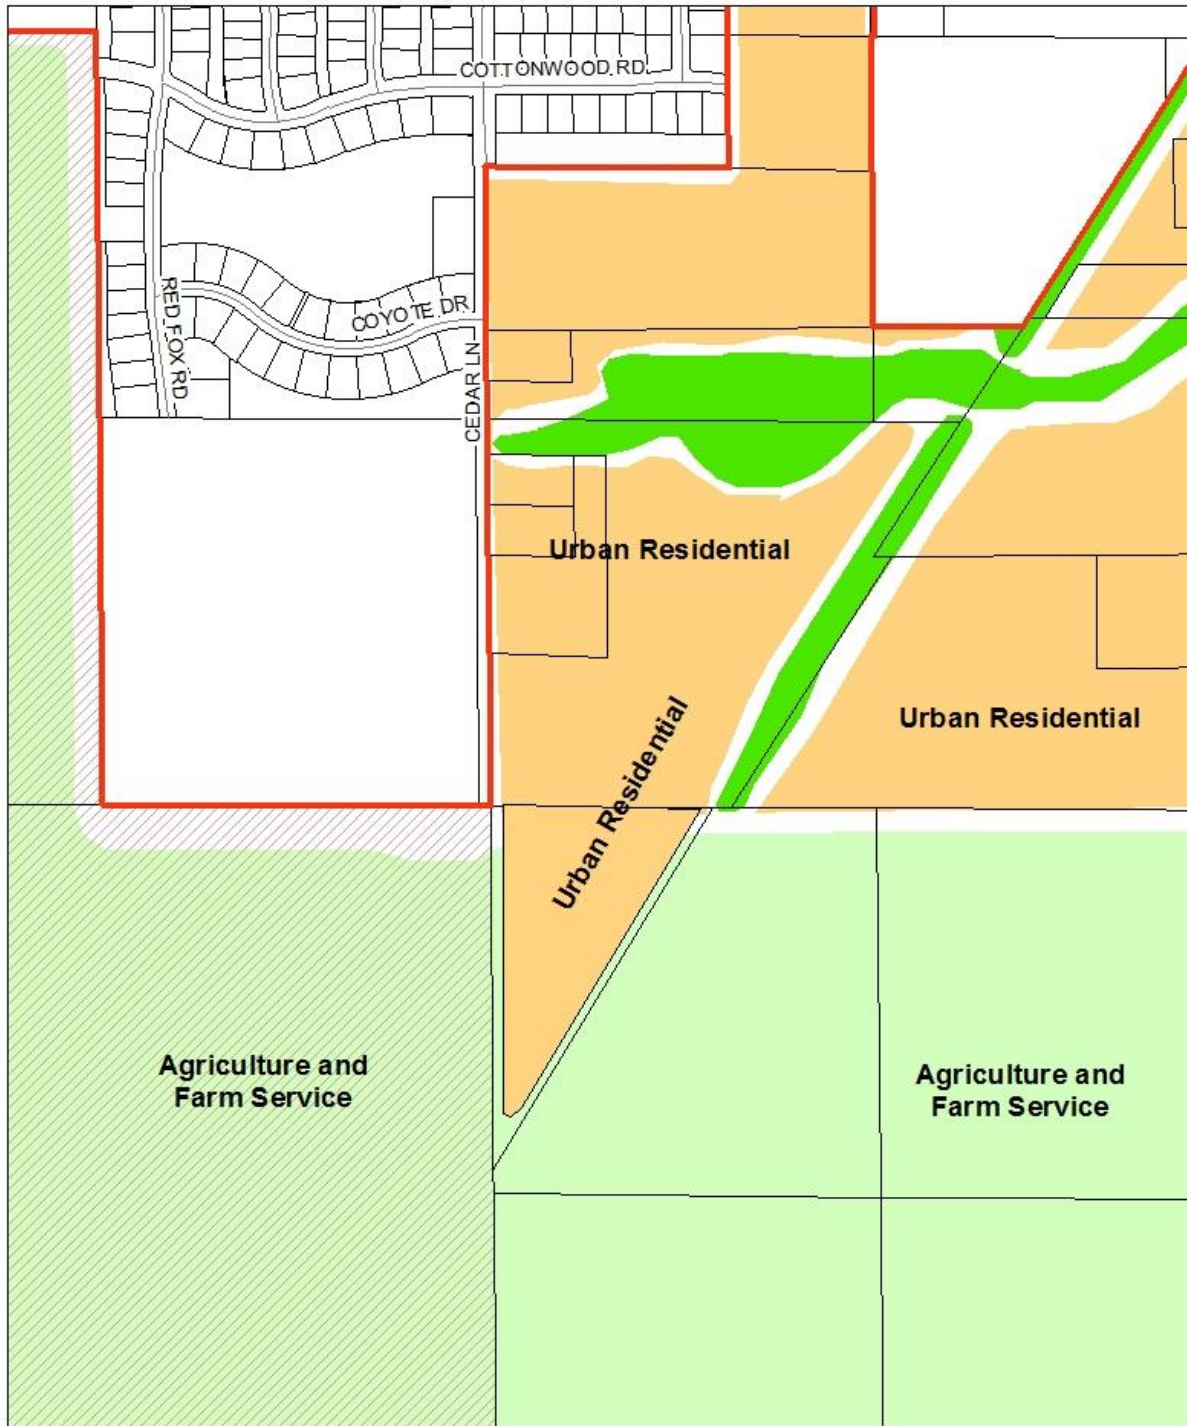 COTTONWOOD RD
RED FOX RD
COYOTE DR
CEDAR LN
Urban Residential
Urban Residential
Urban Residential
Agriculture and
Farm Service
Agriculture and
Farm Service